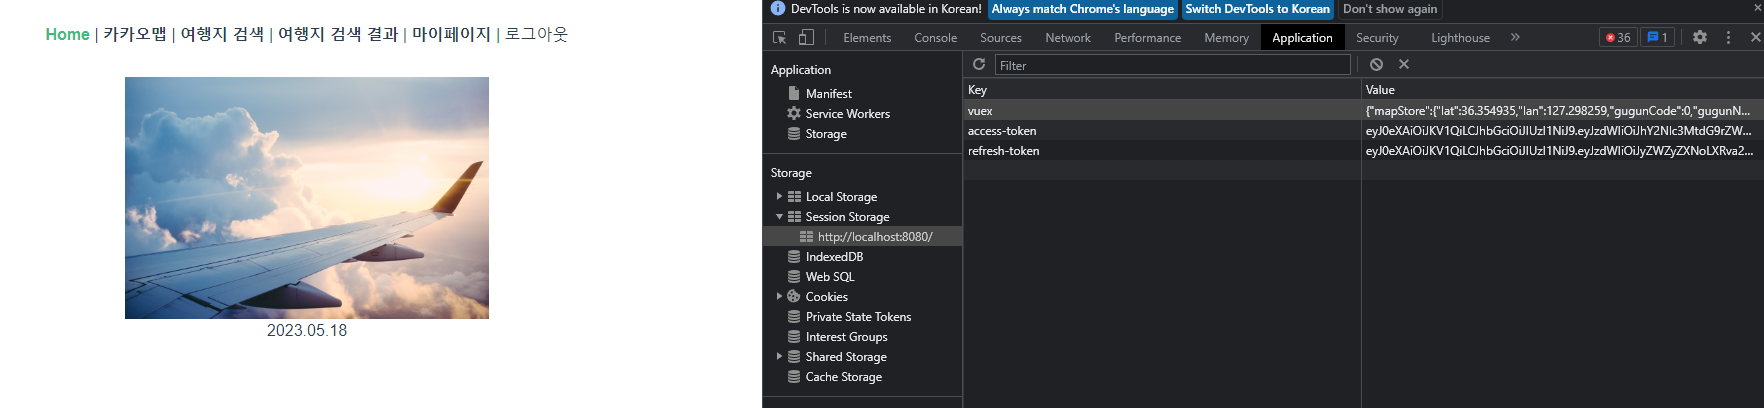 Home | 카카오맵 | 여행지 검색 | 여행지 검색 결과 | 마이페이지 | 로그아웃
2023.05.18
DevTools is now available in Korean!
Always match Chrome's language
Switch DevTools to Korean
Don't show again
Elements
Console
Sources
Network
Performance
Memory
Application
Security
Lighthouse
36
1
Application
Manifest
Service Workers
Storage
Storage
Local Storage
Session Storage
http://localhost:8080/
IndexedDB
Web SQL
Cookies
Private State Tokens
Interest Groups
Shared Storage
Cache Storage
Filter
Key Value
vuex {"mapStore":{"lat":36.354935,"lan":127.298259,"gugunCode":0,"gugunN...
access-token eyJ0eXAiOiJKV1QiLCJhbGciOiJIUzI1NiJ9.eyJzdWIiOiJhY2Nlc3MtdG9rZW...
refresh-token eyJ0eXAiOiJKV1QiLCJhbGciOiJIUzI1NiJ9.eyJzdWIiOiJyZWZyZXNoLXRva2...